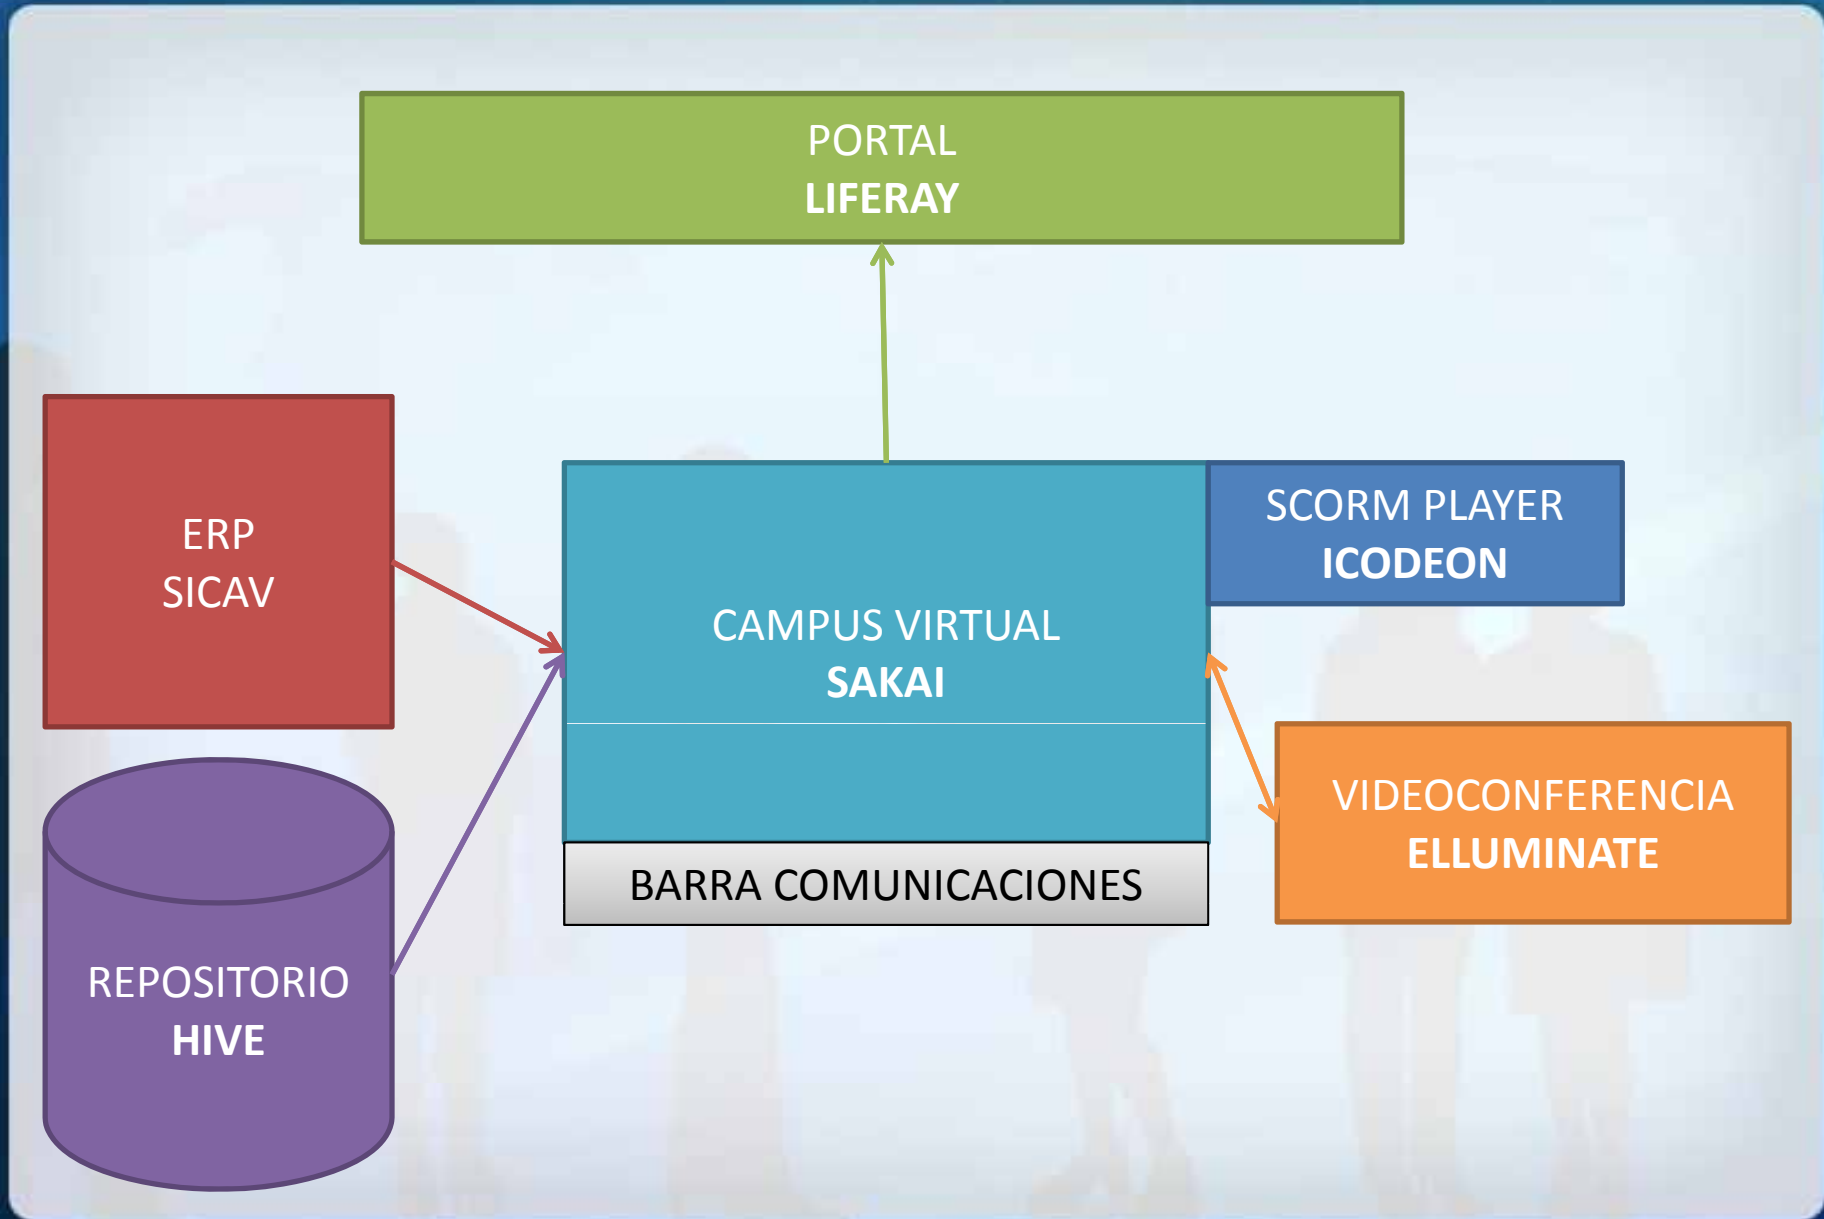 PORTAL
LIFERAY
ERP
SICAV
CAMPUS VIRTUAL
SAKAI
SCORM PLAYER
ICODEON
VIDEOCONFERENCIA
ELLUMINATE
BARRA COMUNICACIONES
REPOSITORIO
HIVE